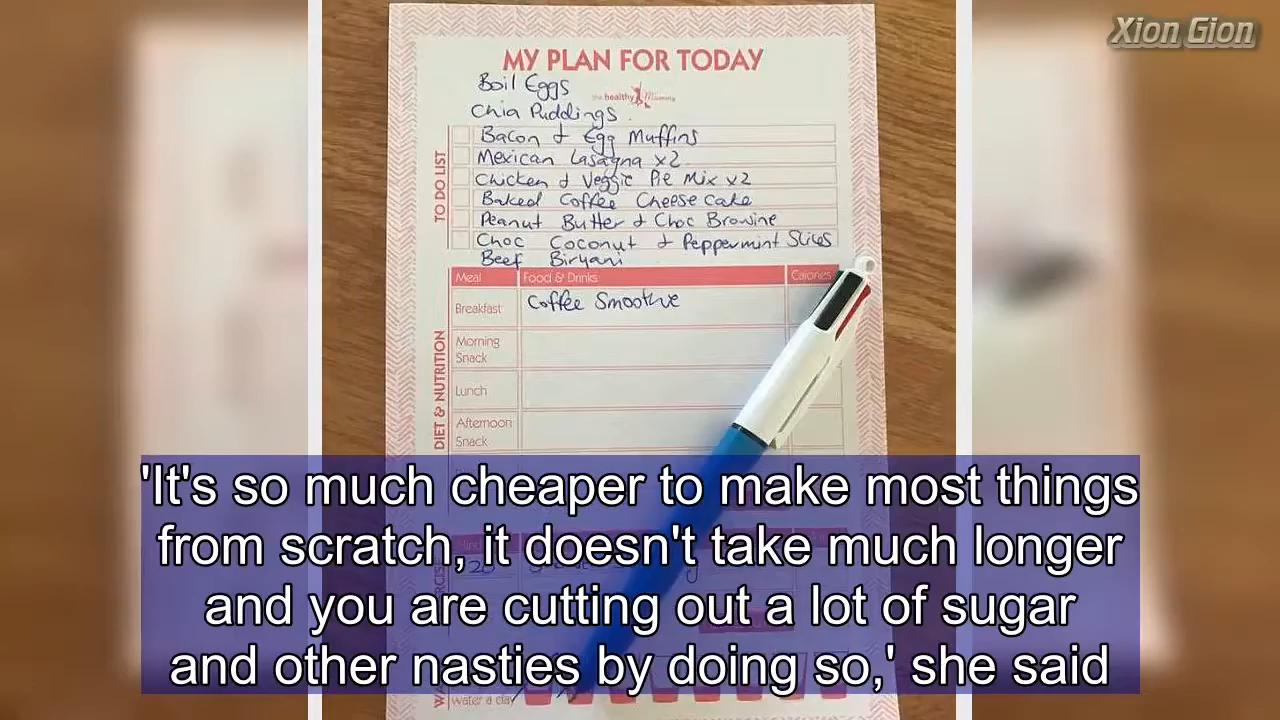 Xion Gion
MY PLAN FOR TODAY
Boil Eggs
the healthy Mummy
Chia Puddings .
Bacon & Egg Muffins
Mexican Lasagna x2
Chicken & Veggie Pie Mix x2
Baked Coffee Cheese cake
Peanut Butter & Choc Brownine
Choc Coconut & Peppermint Slices
Beef Biryani
TO DO LIST
Meal Food & Drinks Calories
Breakfast Coffee Smoothie
Morning
Snack
Lunch
Afternoon
Snack
DIET & NUTRITION
'It's so much cheaper to make most things
from scratch, it doesn't take much longer
and you are cutting out a lot of sugar
and other nasties by doing so,' she said
water a day